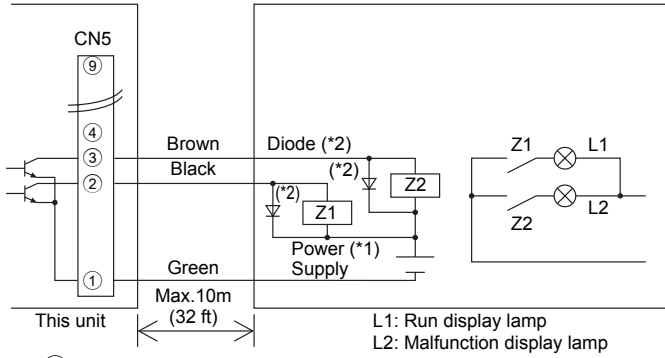 CN5
9
4
3
2
1
Brown
Black
Green
Diode (*2)
(*2)
(*2)
Z2
Z1
Power (*1)
Supply
Z1
L1
Z2
L2
This unit
Max.10m
(32 ft)
L1: Run display lamp
L2: Malfunction display lamp